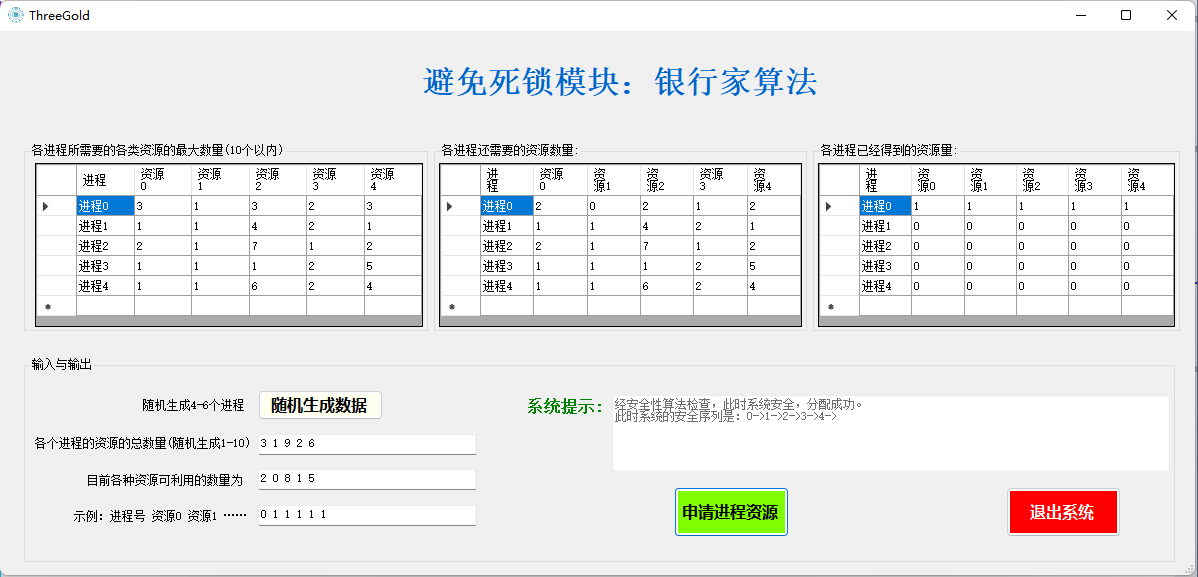 ThreeGold
避免死锁模块：银行家算法
各进程所需要的各类资源的最大数量(10个以内)
进程 资源0 资源1 资源2 资源3 资源4
进程0 3 1 3 2 3
进程1 1 1 4 2 1
进程2 2 1 7 1 2
进程3 1 1 1 2 5
进程4 1 1 6 2 4
各进程还需要的资源数量:
进程 资源0 资源1 资源2 资源3 资源4
进程0 2 0 2 1 2
进程1 1 1 4 2 1
进程2 2 1 7 1 2
进程3 1 1 1 2 5
进程4 1 1 6 2 4
各进程已经得到的资源量:
进程 资源0 资源1 资源2 资源3 资源4
进程0 1 1 1 1 1
进程1 0 0 0 0 0
进程2 0 0 0 0 0
进程3 0 0 0 0 0
进程4 0 0 0 0 0
输入与输出
随机生成4-6个进程 随机生成数据
各个进程的资源的总数量(随机生成1-10) 3 1 9 2 6
目前各种资源可利用的数量为 2 0 8 1 5
示例：进程号 资源0 资源1 …… 0 1 1 1 1 1
系统提示：
经安全性算法检查，此时系统安全，分配成功。
此时系统的安全序列是：0->1->2->3->4->
申请进程资源
退出系统